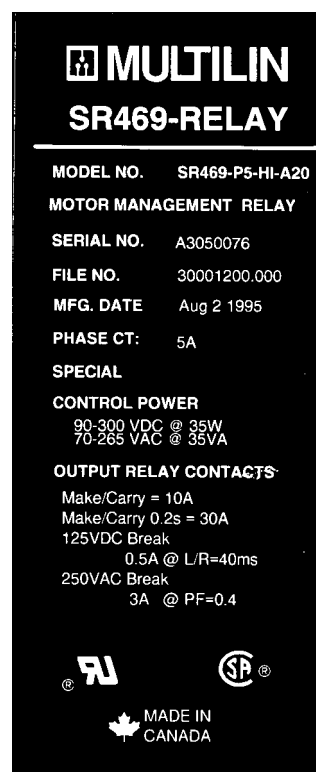 MULTILIN
SR469-RELAY
MODEL NO. SR469-P5-HI-A20
MOTOR MANAGEMENT RELAY
SERIAL NO. A3050076
FILE NO. 30001200.000
MFG. DATE Aug 2 1995
PHASE CT: 5A
SPECIAL
CONTROL POWER
90-300 VDC @ 35W
70-265 VAC @ 35VA
OUTPUT RELAY CONTACTS
Make/Carry = 10A
Make/Carry 0.2s = 30A
125VDC Break
0.5A @ L/R=40ms
250VAC Break
3A @ PF=0.4
® RU SA ®
MADE IN
CANADA